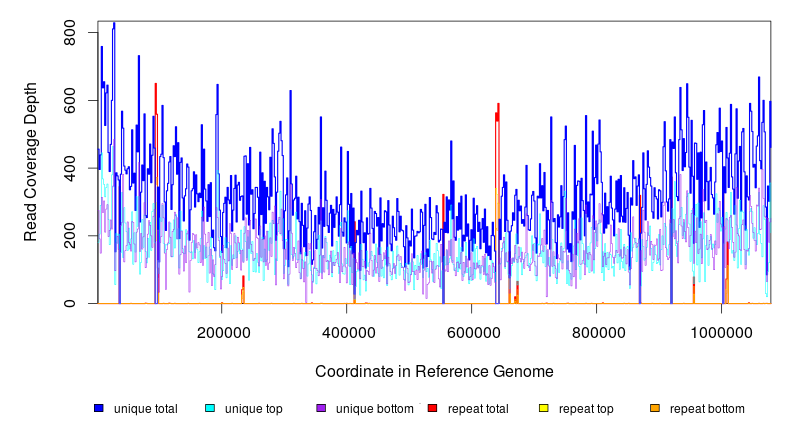 800
600
400
200
0
Read Coverage Depth
200000 400000 600000 800000 1000000
Coordinate in Reference Genome
unique total unique top unique bottom repeat total repeat top repeat bottom